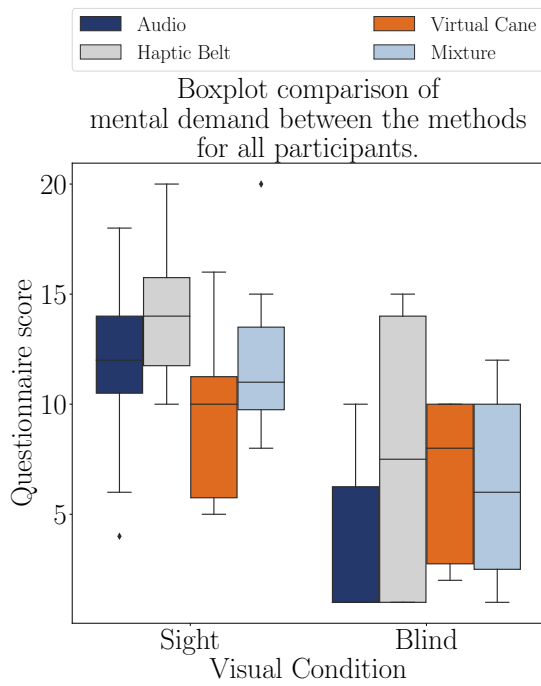 Audio
Haptic Belt
Virtual Cane
Mixture
Boxplot comparison of
mental demand between the methods
for all participants.
Questionnaire score
20
15
10
5
Sight
Blind
Visual Condition